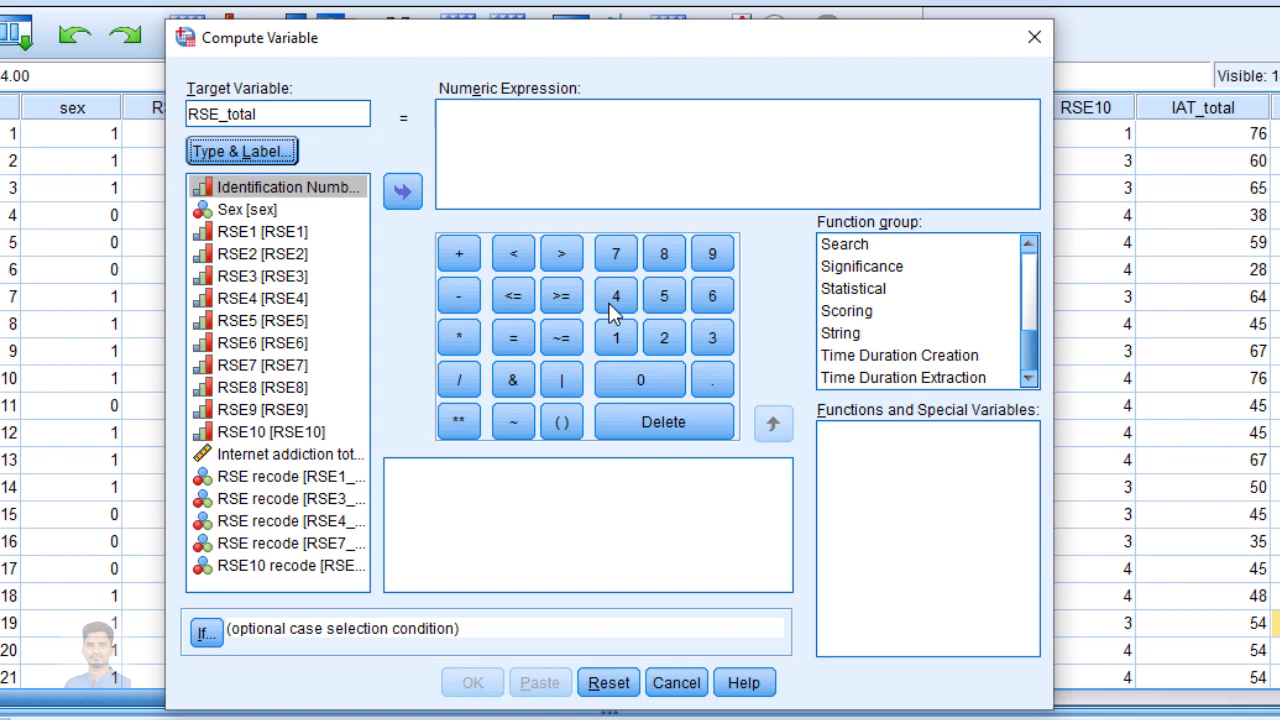 Compute Variable
4.00
Visible: 1
Target Variable:
Numeric Expression:
RSE_total
=
Type & Label...
Identification Numb...
Sex [sex]
RSE1 [RSE1]
RSE2 [RSE2]
RSE3 [RSE3]
RSE4 [RSE4]
RSE5 [RSE5]
RSE6 [RSE6]
RSE7 [RSE7]
RSE8 [RSE8]
RSE9 [RSE9]
RSE10 [RSE10]
Internet addiction tot...
RSE recode [RSE1_...
RSE recode [RSE3_...
RSE recode [RSE4_...
RSE recode [RSE7_...
RSE10 recode [RSE...
+ < > 7 8 9
- <= >= 4 5 6
* = ~= 1 2 3
/ & | 0 .
** ~ ( ) Delete
Function group:
Search
Significance
Statistical
Scoring
String
Time Duration Creation
Time Duration Extraction
Functions and Special Variables:
If... (optional case selection condition)
OK Paste Reset Cancel Help
sex R
1 1
2 1
3 1
4 0
5 0
6 0
7 1
8 1
9 1
10 1
11 0
12 1
13 1
14 1
15 0
16 0
17 0
18 1
19 1
20 1
21 1
RSE10 IAT_total
1 76
3 60
3 65
4 38
4 59
4 28
3 64
4 45
3 67
4 76
4 45
4 45
4 67
3 50
3 45
3 35
4 45
4 48
3 54
4 54
4 54